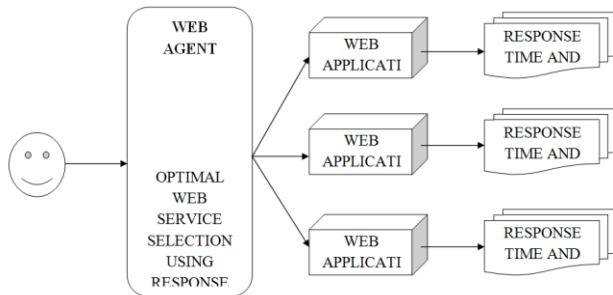 WEB
AGENT
OPTIMAL
WEB
SERVICE
SELECTION
USING
RESPONSE
WEB
APPLICATI
RESPONSE
TIME AND
WEB
APPLICATI
RESPONSE
TIME AND
WEB
APPLICATI
RESPONSE
TIME AND